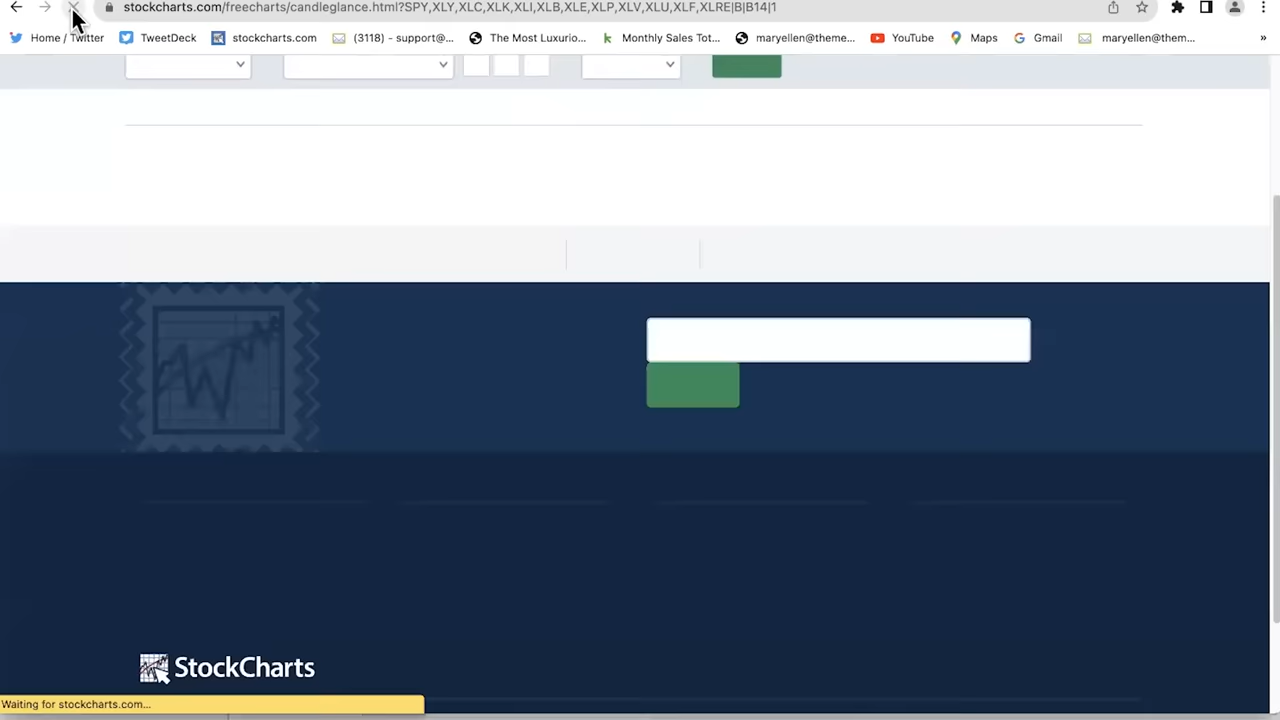 stockcharts.com/freecharts/candleglance.html?SPY,XLY,XLC,XLK,XLI,XLB,XLE,XLP,XLV,XLU,XLF,XLRE|B|B14|1
Home / Twitter TweetDeck stockcharts.com (3118) - support@... The Most Luxurio... Monthly Sales Tot... maryellen@theme... YouTube Maps Gmail maryellen@them... »
StockCharts
Waiting for stockcharts.com...